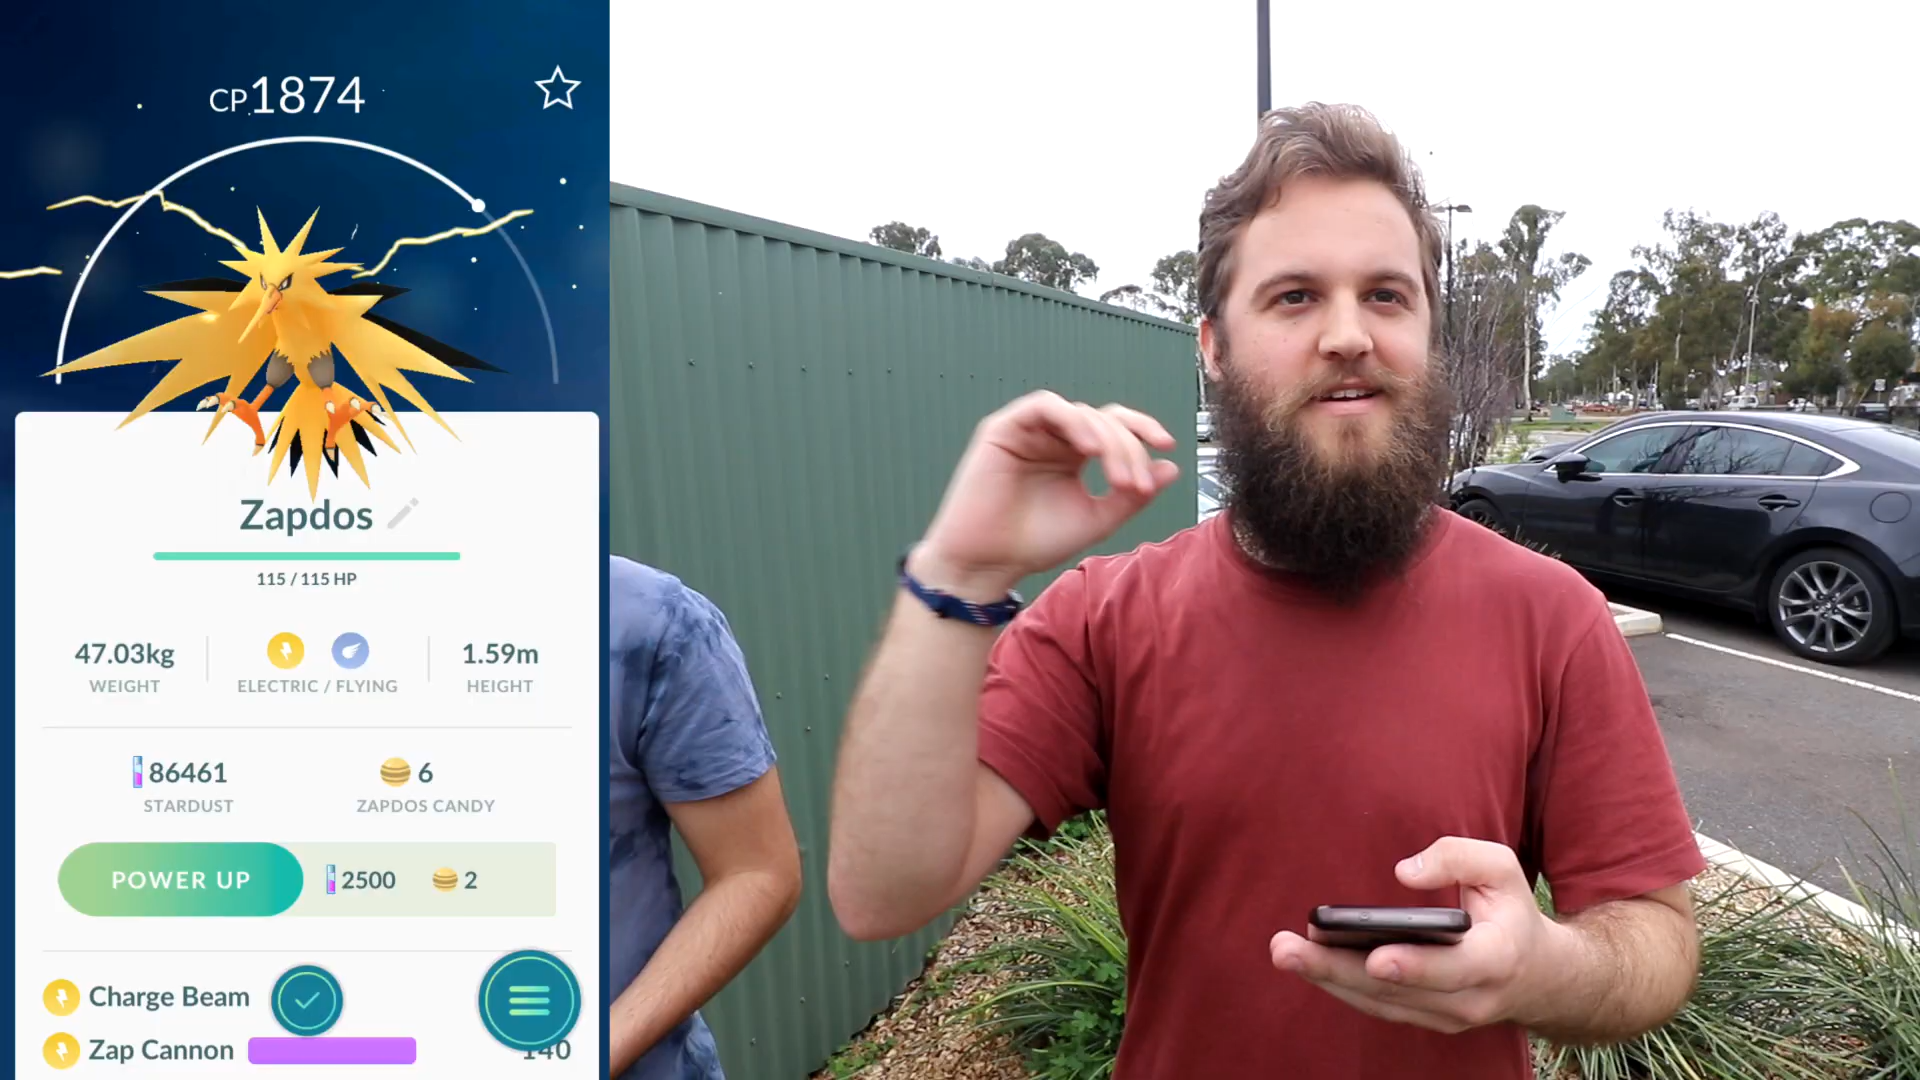 CP1874
Zapdos
115 / 115 HP
47.03kg
WEIGHT
ELECTRIC / FLYING
1.59m
HEIGHT
86461
STARDUST
6
ZAPDOS CANDY
POWER UP
2500
2
Charge Beam
Zap Cannon
140